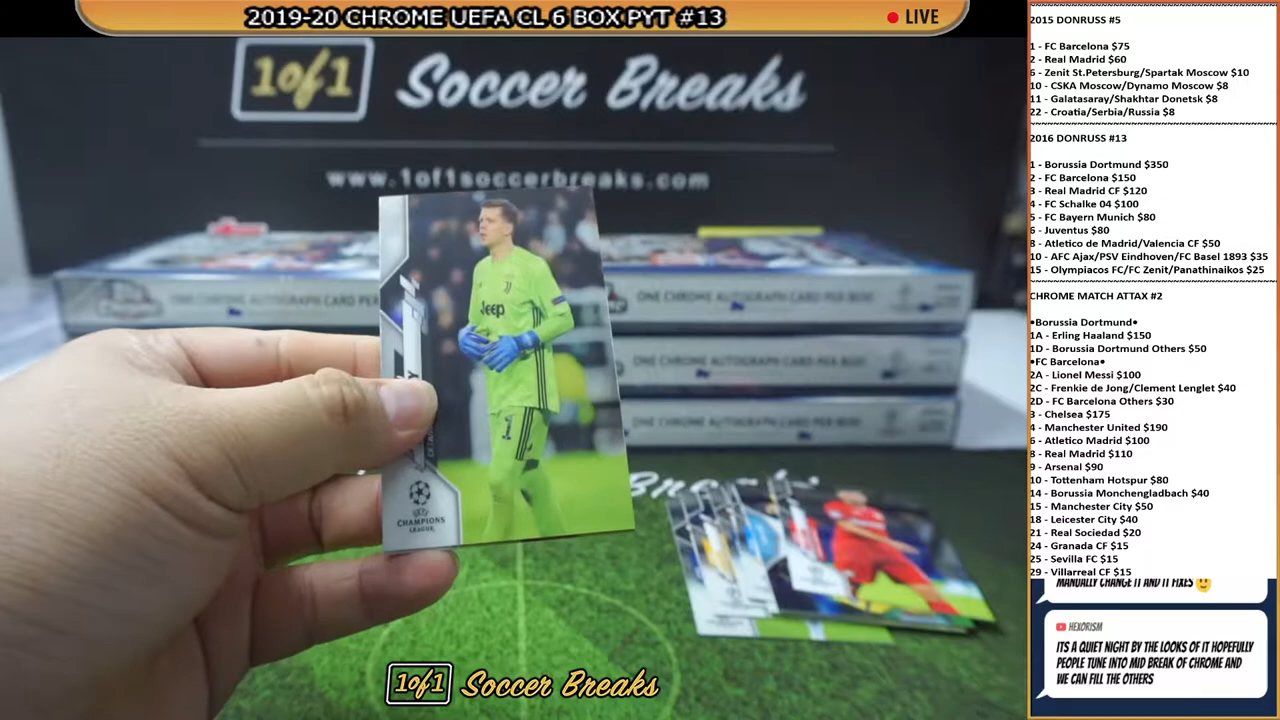 2019-20 CHROME UEFA CL 6 BOX PYT #13
LIVE
1of1 Soccer Breaks
www.1of1soccerbreaks.com
ONE CHROME AUTOGRAPH CARD PER
ONE CHROME AUTOGRAPH CARD PER BOX!
ONE CHROME AUTOGRAPH CARD PER BOX!
ONE CHROME AUTOGRAPH CARD PER BOX!
Jeep
CHAMPIONS
LEAGUE
1of1 Soccer Breaks
2015 DONRUSS #5
1 - FC Barcelona $75
2 - Real Madrid $60
6 - Zenit St.Petersburg/Spartak Moscow $10
10 - CSKA Moscow/Dynamo Moscow $8
11 - Galatasaray/Shakhtar Donetsk $8
22 - Croatia/Serbia/Russia $8
2016 DONRUSS #13
1 - Borussia Dortmund $350
2 - FC Barcelona $150
3 - Real Madrid CF $120
4 - FC Schalke 04 $100
5 - FC Bayern Munich $80
6 - Juventus $80
8 - Atletico de Madrid/Valencia CF $50
10 - AFC Ajax/PSV Eindhoven/FC Basel 1893 $35
15 - Olympiacos FC/FC Zenit/Panathinaikos $25
CHROME MATCH ATTAX #2
•Borussia Dortmund•
1A - Erling Haaland $150
1D - Borussia Dortmund Others $50
•FC Barcelona•
2A - Lionel Messi $100
2C - Frenkie de Jong/Clement Lenglet $40
2D - FC Barcelona Others $30
3 - Chelsea $175
4 - Manchester United $190
6 - Atletico Madrid $100
8 - Real Madrid $110
9 - Arsenal $90
10 - Tottenham Hotspur $80
14 - Borussia Monchengladbach $40
15 - Manchester City $50
18 - Leicester City $40
21 - Real Sociedad $20
24 - Granada CF $15
25 - Sevilla FC $15
29 - Villarreal CF $15
MANUALLY CHANGE IT AND IT FIXES
HEXORISM
ITS A QUIET NIGHT BY THE LOOKS OF IT HOPEFULLY
PEOPLE TUNE INTO MID BREAK OF CHROME AND
WE CAN FILL THE OTHERS